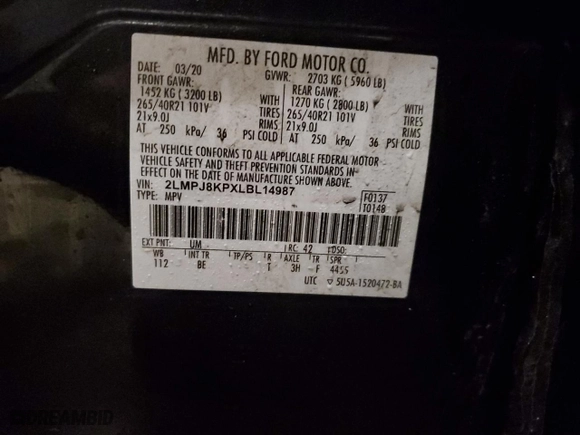 MFD. BY FORD MOTOR CO.
DATE: 03/20 GVWR: 2703 KG ( 5960 LB)
FRONT GAWR: REAR GAWR:
1452 KG ( 3200 LB) WITH 1270 KG ( 2800 LB) WITH
265/40R21 101V TIRES 265/40R21 101V TIRES
21x9.0J RIMS 21x9.0J RIMS
AT 250 kPa/ 36 PSI COLD AT 250 kPa/ 36 PSI COLD
THIS VEHICLE CONFORMS TO ALL APPLICABLE FEDERAL MOTOR
VEHICLE SAFETY AND THEFT PREVENTION STANDARDS IN
EFFECT ON THE DATE OF MANUFACTURE SHOWN ABOVE.
VIN: 2LMPJ8KPXLBL14987 F0137
TYPE: MPV T0148
EXT PNT: UM RC: 42 DSO:
WB INT TR TP/PS R AXLE TR SPR
112 BE T 3H F 4455
UTC ▽ 5U5A-1520472-BA
DREAMBID